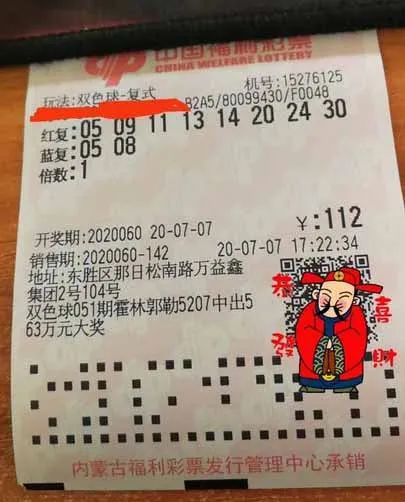 中国福利彩票
CHINA WELFARE LOTTERY
玩法:双色球-复式
机号:15276125
B2A5/80099430/F0048
红复:05 09 11 13 14 20 24 30
蓝复:05 08
倍数:1
开奖期:2020060 20-07-07 ¥:112
销售期:2020060-142 20-07-07 17:22:34
地址:东胜区那日松南路万益鑫
集团2号104号
双色球051期霍林郭勒5207中出5
63万元大奖
恭喜
發財
内蒙古福利彩票发行管理中心承销